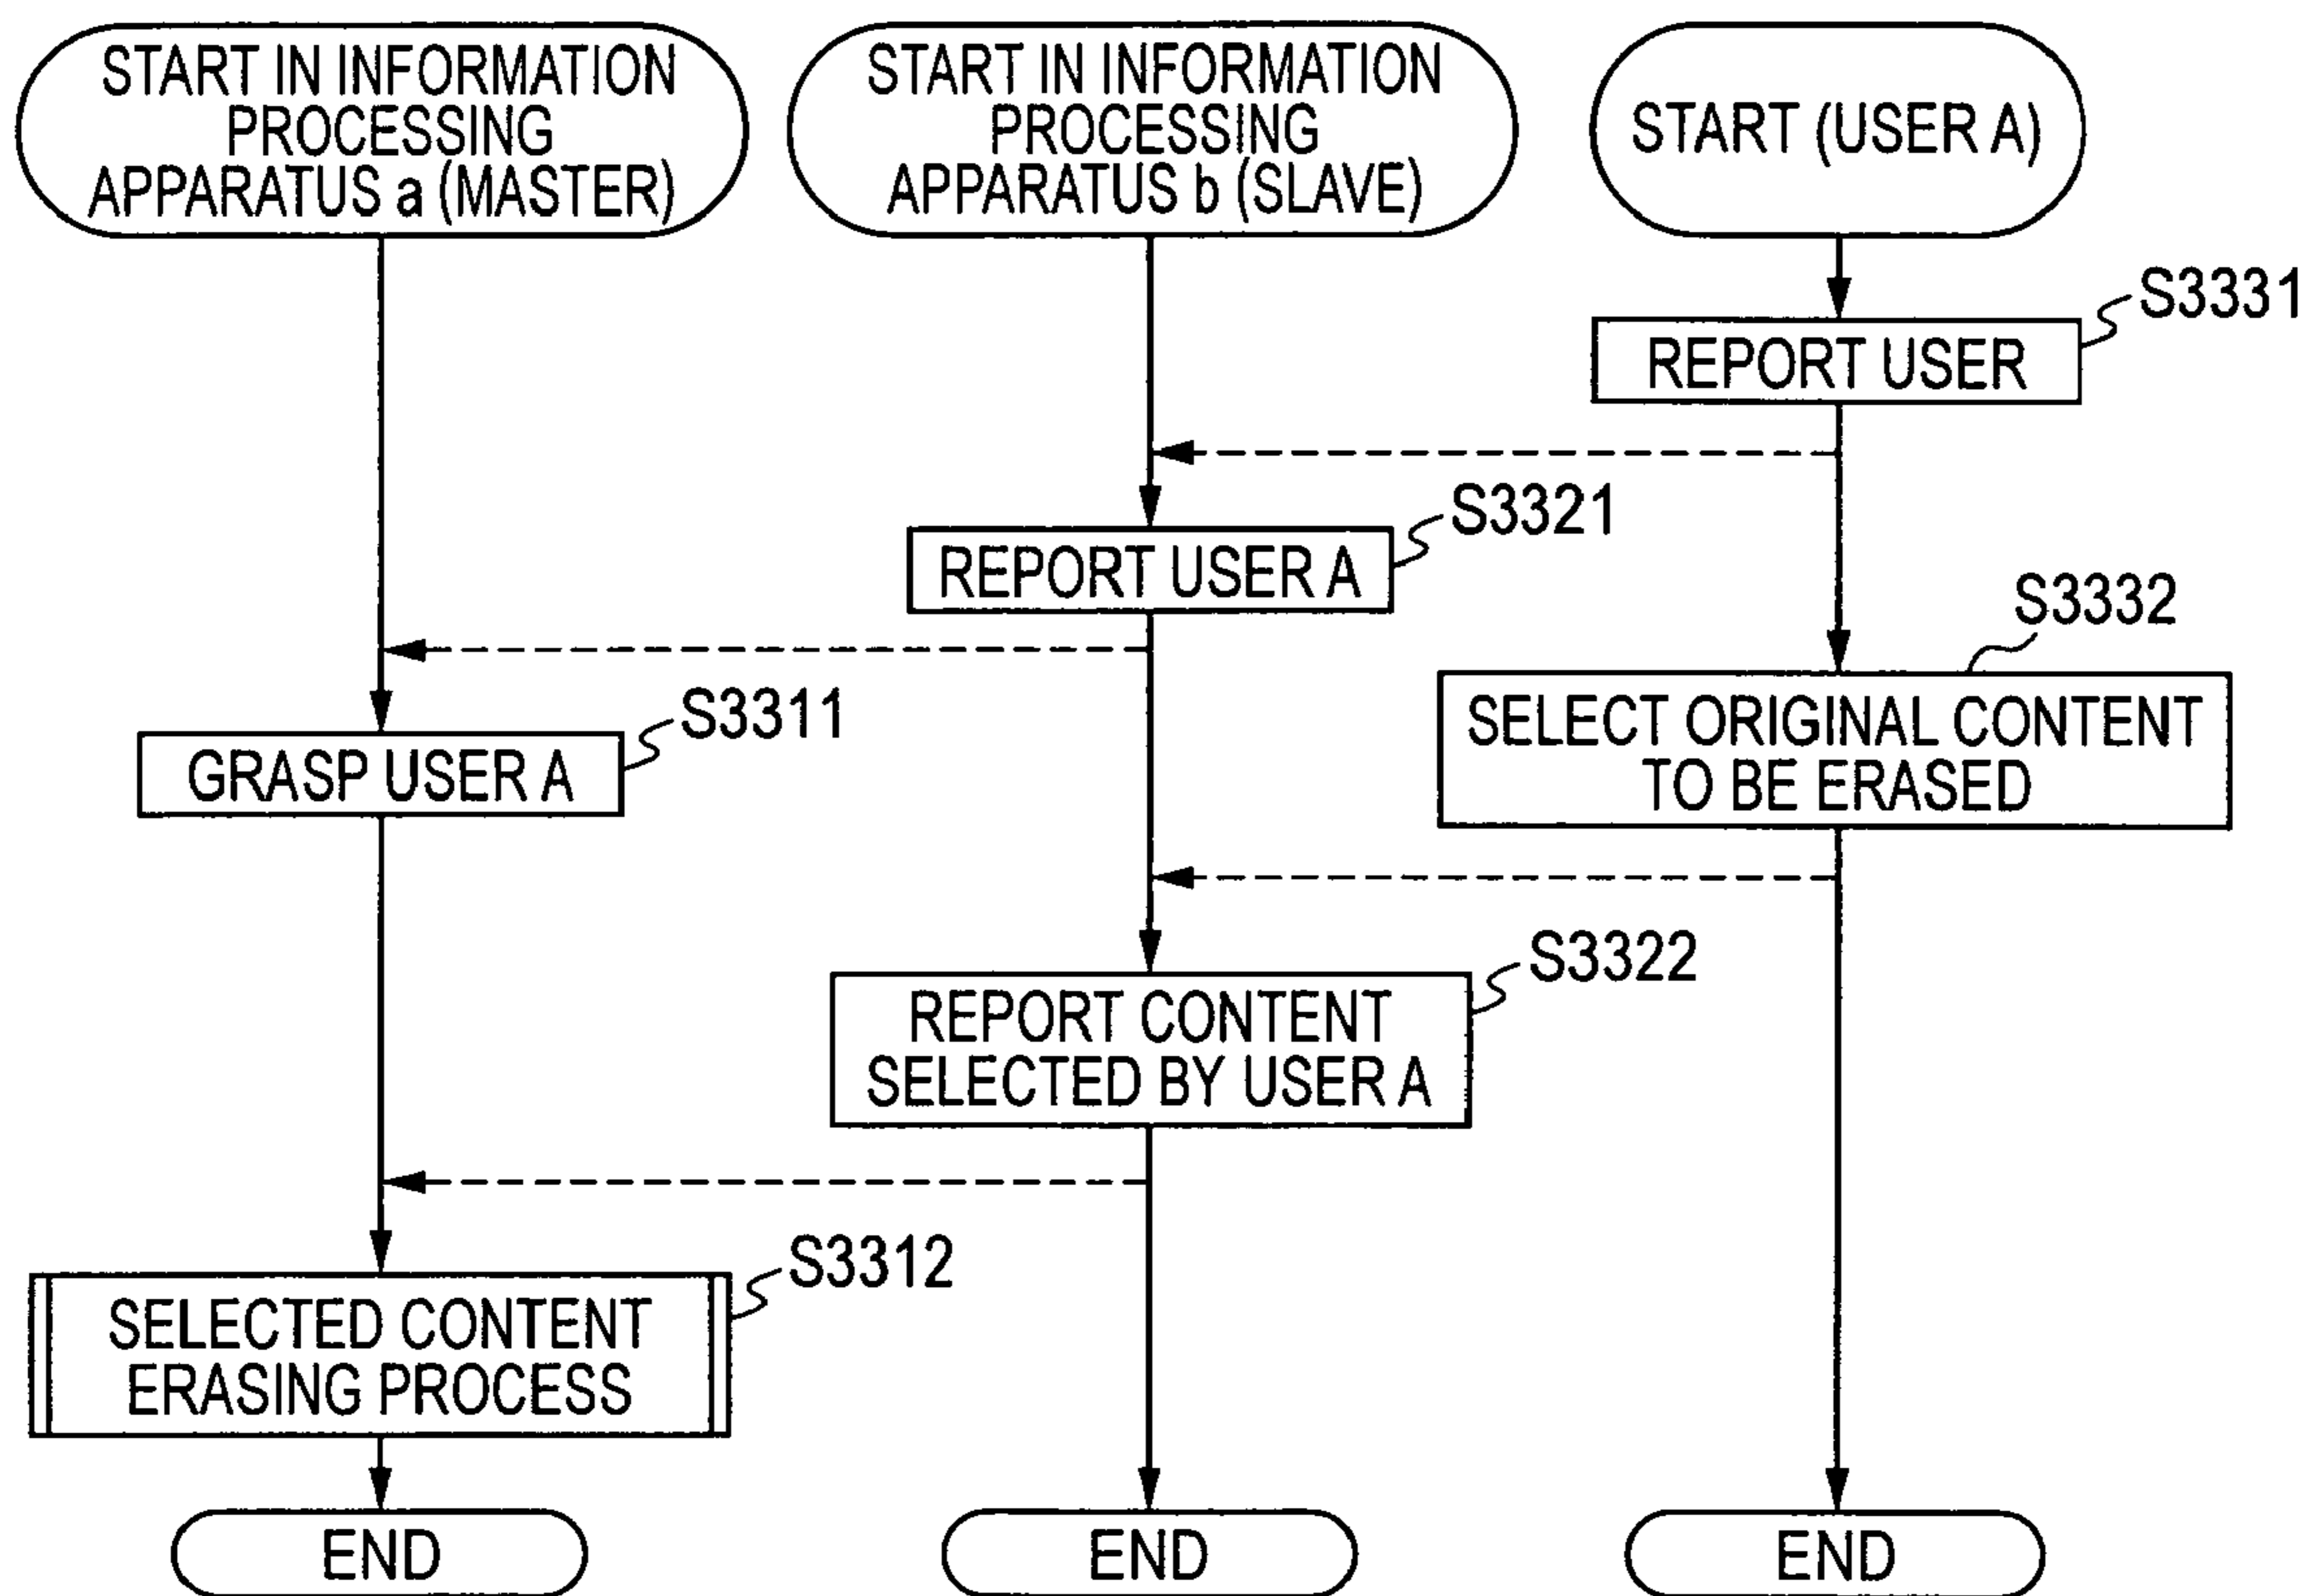 START IN INFORMATION
PROCESSING
APPARATUS a (MASTER)
START IN INFORMATION
PROCESSING
APPARATUS b (SLAVE)
START (USER A)
S3331
REPORT USER
S3321
REPORT USER A
S3332
SELECT ORIGINAL CONTENT
TO BE ERASED
S3311
GRASP USER A
S3322
REPORT CONTENT
SELECTED BY USER A
S3312
SELECTED CONTENT
ERASING PROCESS
END
END
END